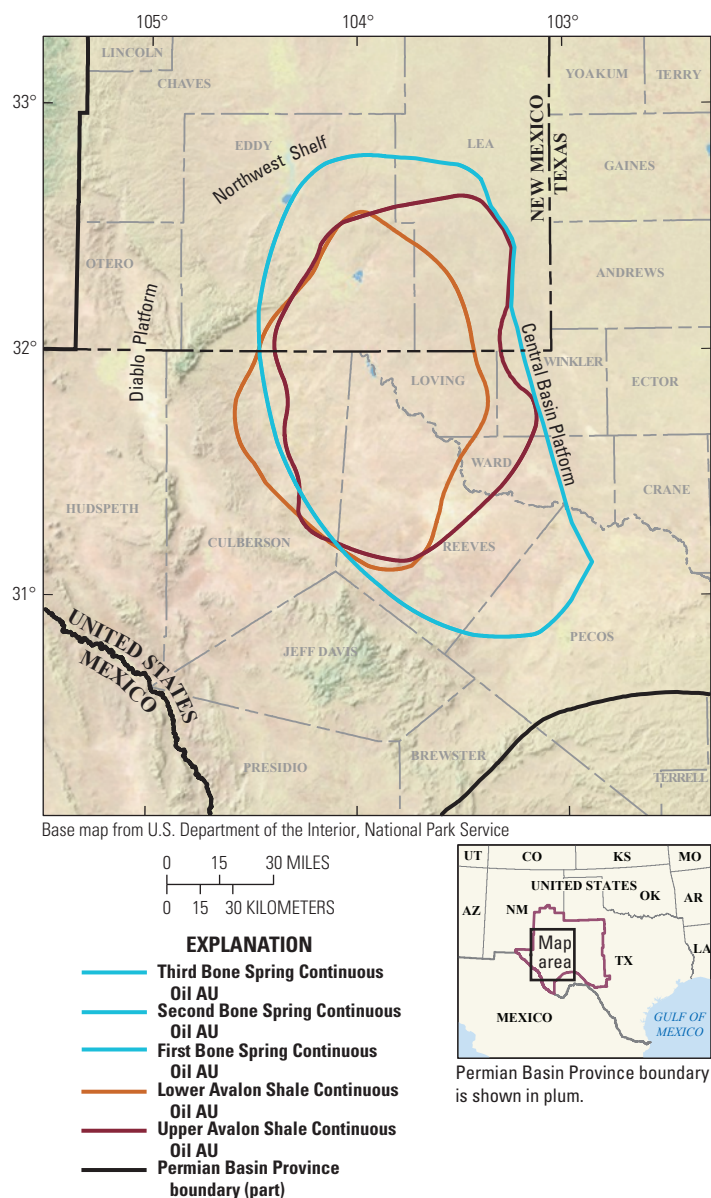 105° 104° 103°
LINCOLN
CHAVES
YOAKUM TERRY
33°
EDDY
LEA
Northwest Shelf
NEW MEXICO
TEXAS
GAINES
OTERO
ANDREWS
Diablo Platform
32°
Central Basin Platform
WINKLER
LOVING
ECTOR
WARD
CRANE
HUDSPETH
CULBERSON
REEVES
31°
UNITED STATES
MEXICO
JEFF DAVIS
PECOS
PRESIDIO
BREWSTER
TERRELL
Base map from U.S. Department of the Interior, National Park Service
0 15 30 MILES
0 15 30 KILOMETERS
EXPLANATION
Third Bone Spring Continuous
Oil AU
Second Bone Spring Continuous
Oil AU
First Bone Spring Continuous
Oil AU
Lower Avalon Shale Continuous
Oil AU
Upper Avalon Shale Continuous
Oil AU
Permian Basin Province
boundary (part)
UT CO KS MO
UNITED STATES
AZ NM OK AR
Map
area
TX
LA
MEXICO
GULF OF
MEXICO
Permian Basin Province boundary
is shown in plum.